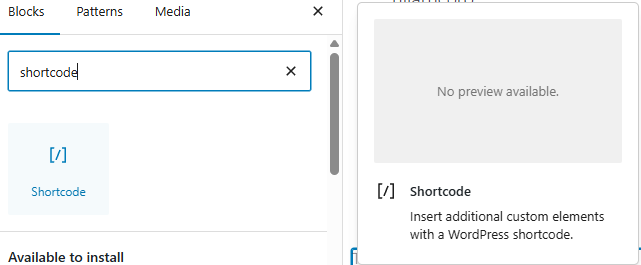 Blocks
Patterns
Media
shortcode
[/]
Shortcode
Available to install
No preview available.
[/] Shortcode
Insert additional custom elements
with a WordPress shortcode.